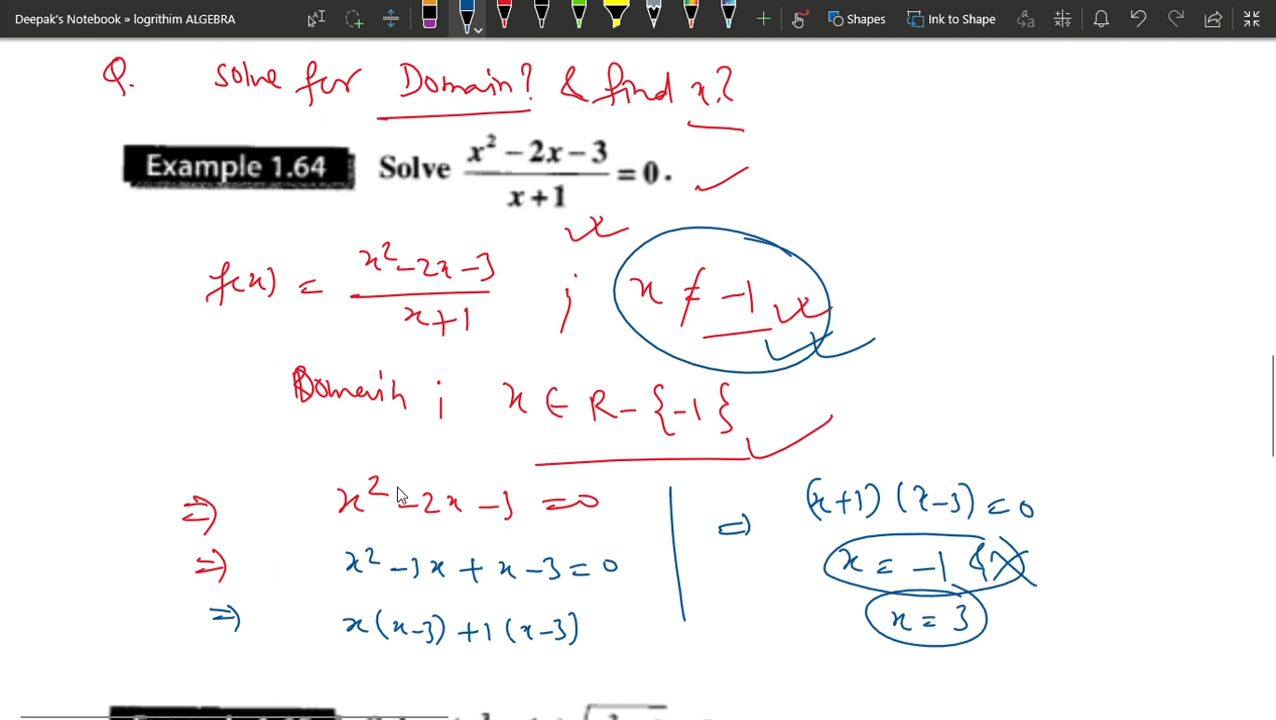 Deepak's Notebook » logrithim ALGEBRA
Shapes
Ink to Shape
Q. Solve for Domain? & find x?
Example 1.64 Solve x² – 2x – 3 / x + 1 = 0.
f(x) = x² – 2x – 3 / x + 1 ; x ≠ –1
Domain ; x ∈ R – {–1}
⇒ x² – 2x – 3 = 0
⇒ x² – 3x + x – 3 = 0
⇒ x(x – 3) + 1(x – 3)
⇒ (x + 1)(x – 3) = 0
x = –1 &
x = 3